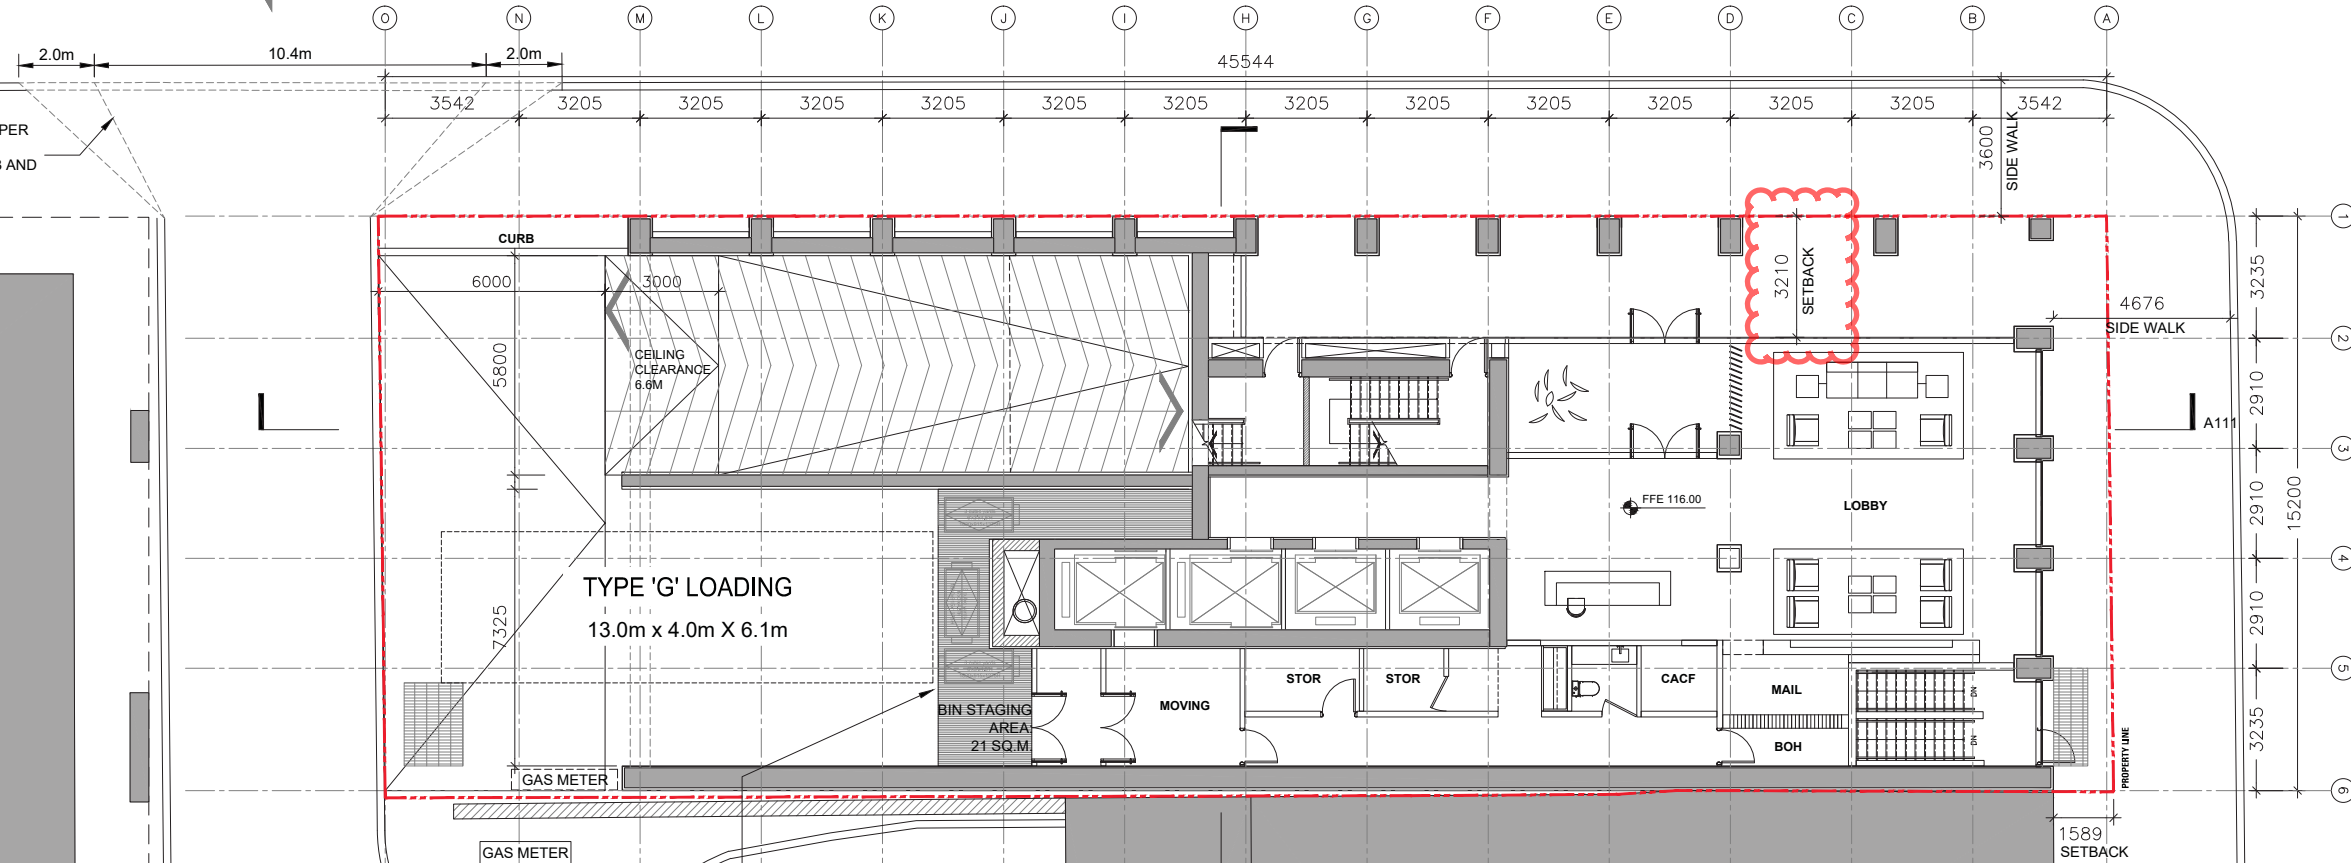 O N M L K J I H G F E D C B A
2.0m 10.4m 2.0m
45544
3542 3205 3205 3205 3205 3205 3205 3205 3205 3205 3205 3205 3205 3542
PER
AND
3600
SIDE WALK
1
CURB
3210
SETBACK
3235
6000 3000
4676
SIDE WALK
2
5800
CEILING
CLEARANCE
6.6M
2910
15200
A111
3
FFE 116.00
LOBBY
2910
4
TYPE 'G' LOADING
13.0m x 4.0m X 6.1m
7325
2910
5
STOR
STOR
CACF
MAIL
DN
MOVING
BIN STAGING
AREA
21 SQ.M.
BOH
DN
3235
PROPERTY LINE
GAS METER
6
1589
SETBACK
GAS METER